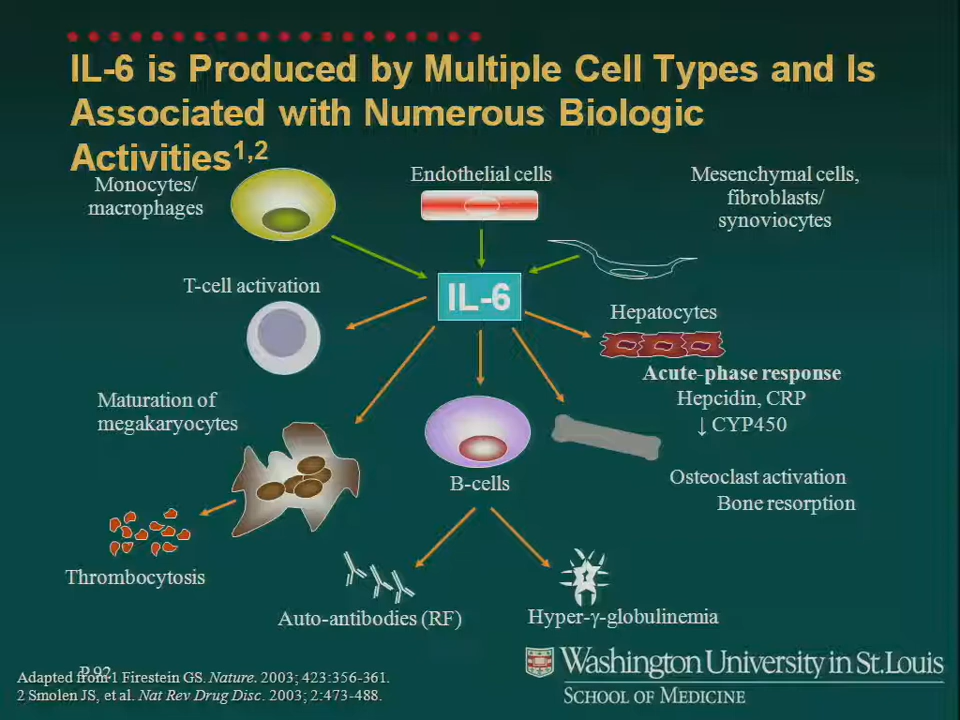 IL-6 is Produced by Multiple Cell Types and Is
Associated with Numerous Biologic
Activities1,2
Monocytes/
macrophages
Endothelial cells
Mesenchymal cells,
fibroblasts/
synoviocytes
IL-6
T-cell activation
Hepatocytes
Acute-phase response
Hepcidin, CRP
↓ CYP450
Maturation of
megakaryocytes
B-cells
Osteoclast activation
Bone resorption
Thrombocytosis
Auto-antibodies (RF)
Hyper-γ-globulinemia
P.92
Adapted from 1 Firestein GS. Nature. 2003; 423:356-361.
2 Smolen JS, et al. Nat Rev Drug Disc. 2003; 2:473-488.
Washington University in St. Louis
SCHOOL OF MEDICINE